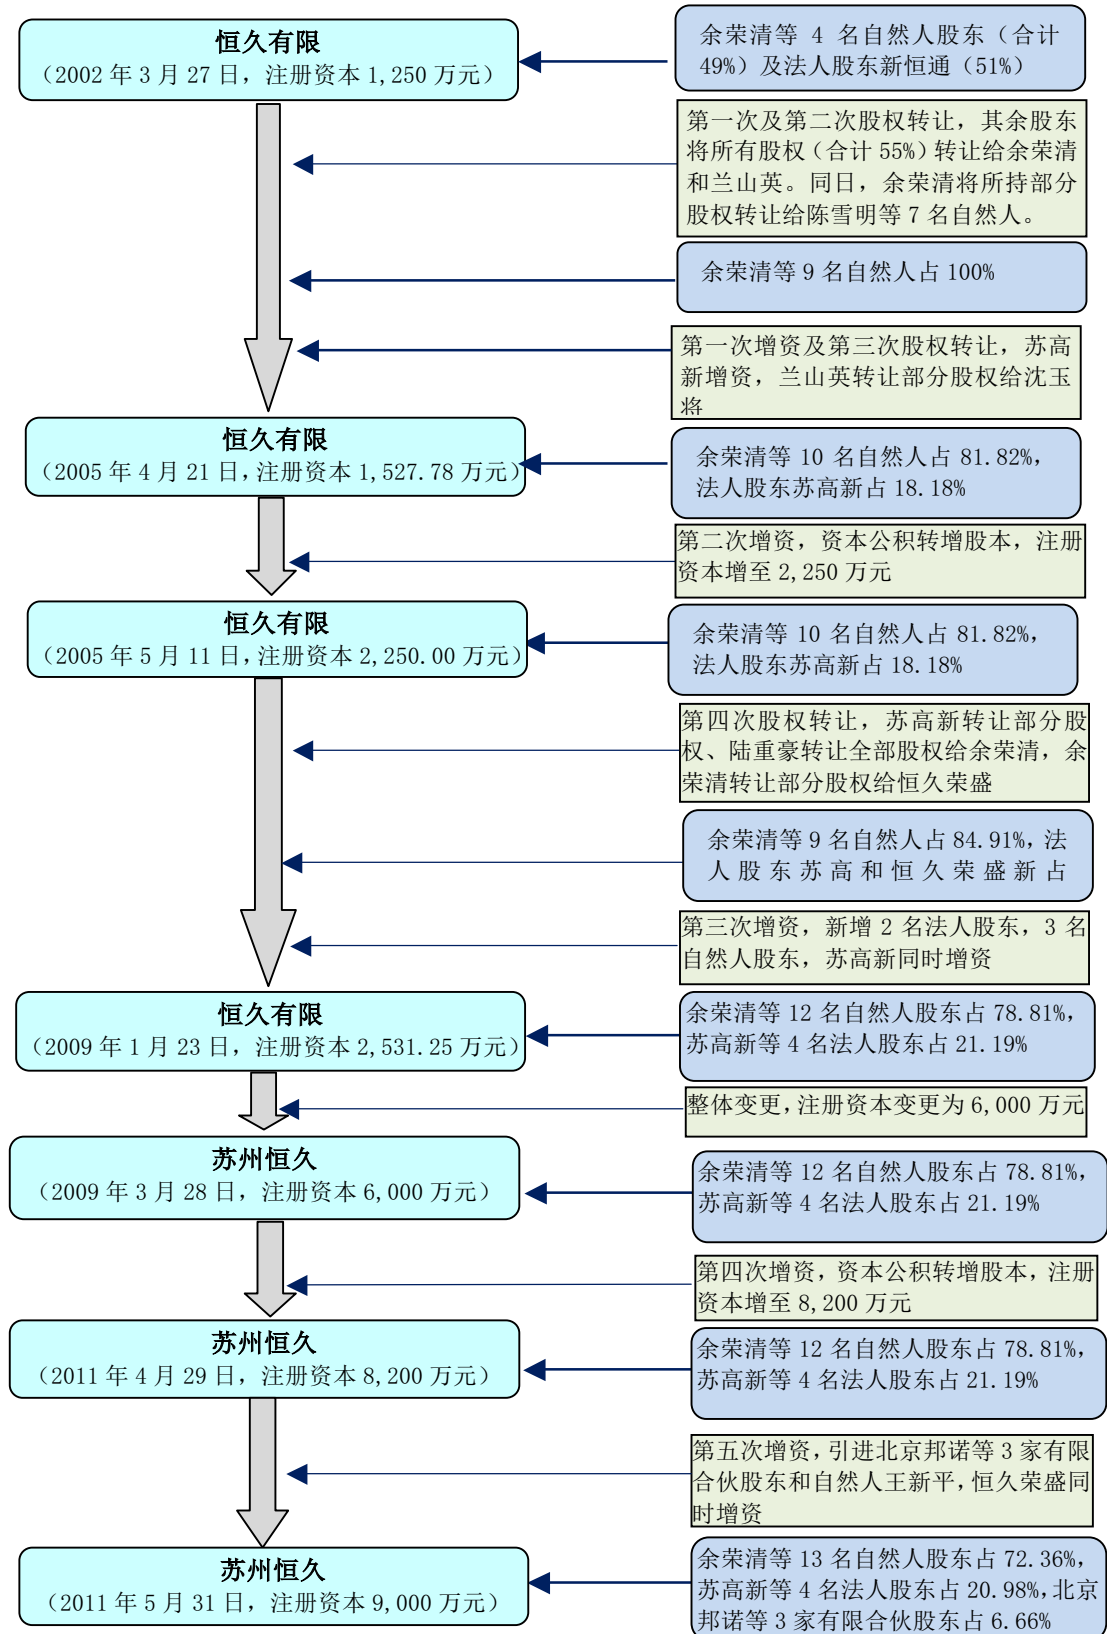 恒久有限
（2002 年 3 月 27 日，注册资本 1,250 万元）
余荣清等 4 名自然人股东（合计
49%）及法人股东新恒通（51%）
第一次及第二次股权转让，其余股东
将所有股权（合计 55%）转让给余荣清
和兰山英。同日，余荣清将所持部分
股权转让给陈雪明等 7 名自然人。
余荣清等 9 名自然人占 100%
第一次增资及第三次股权转让，苏高
新增资，兰山英转让部分股权给沈玉
将
恒久有限
（2005 年 4 月 21 日，注册资本 1,527.78 万元）
余荣清等 10 名自然人占 81.82%，
法人股东苏高新占 18.18%
第二次增资，资本公积转增股本，注册
资本增至 2,250 万元
恒久有限
（2005 年 5 月 11 日，注册资本 2,250.00 万元）
余荣清等 10 名自然人占 81.82%，
法人股东苏高新占 18.18%
第四次股权转让，苏高新转让部分股
权、陆重豪转让全部股权给余荣清，余
荣清转让部分股权给恒久荣盛
余荣清等 9 名自然人占 84.91%，法
人股东苏高和恒久荣盛新占
第三次增资，新增 2 名法人股东，3 名
自然人股东，苏高新同时增资
恒久有限
（2009 年 1 月 23 日，注册资本 2,531.25 万元）
余荣清等 12 名自然人股东占 78.81%，
苏高新等 4 名法人股东占 21.19%
整体变更，注册资本变更为 6,000 万元
苏州恒久
（2009 年 3 月 28 日，注册资本 6,000 万元）
余荣清等 12 名自然人股东占 78.81%，
苏高新等 4 名法人股东占 21.19%
第四次增资，资本公积转增股本，注册
资本增至 8,200 万元
苏州恒久
（2011 年 4 月 29 日，注册资本 8,200 万元）
余荣清等 12 名自然人股东占 78.81%，
苏高新等 4 名法人股东占 21.19%
第五次增资，引进北京邦诺等 3 家有限
合伙股东和自然人王新平，恒久荣盛同
时增资
苏州恒久
（2011 年 5 月 31 日，注册资本 9,000 万元）
余荣清等 13 名自然人股东占 72.36%，
苏高新等 4 名法人股东占 20.98%，北京
邦诺等 3 家有限合伙股东占 6.66%